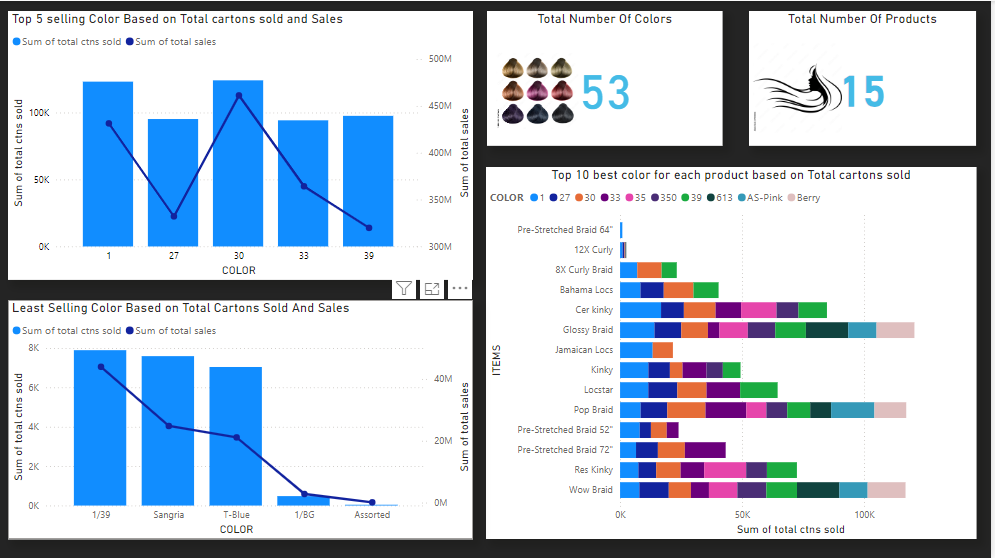 Top 5 selling Color Based on Total cartons sold and Sales
Sum of total ctns sold Sum of total sales
Sum of total ctns sold
100K
50K
0K
500M
450M
400M
350M
300M
Sum of total sales
1 27 30 33 39
COLOR
Total Number Of Colors
53
Total Number Of Products
15
Least Selling Color Based on Total Cartons Sold And Sales
Sum of total ctns sold Sum of total sales
Sum of total ctns sold
8K
6K
4K
2K
0K
40M
20M
0M
Sum of total sales
1/39 Sangria T-Blue 1/BG Assorted
COLOR
Top 10 best color for each product based on Total cartons sold
COLOR 1 27 30 33 35 350 39 613 AS-Pink Berry
ITEMS
Pre-Stretched Braid 64"
12X Curly
8X Curly Braid
Bahama Locs
Cer kinky
Glossy Braid
Jamaican Locs
Kinky
Locstar
Pop Braid
Pre-Stretched Braid 52"
Pre-Stretched Braid 72"
Res Kinky
Wow Braid
0K 50K 100K
Sum of total ctns sold